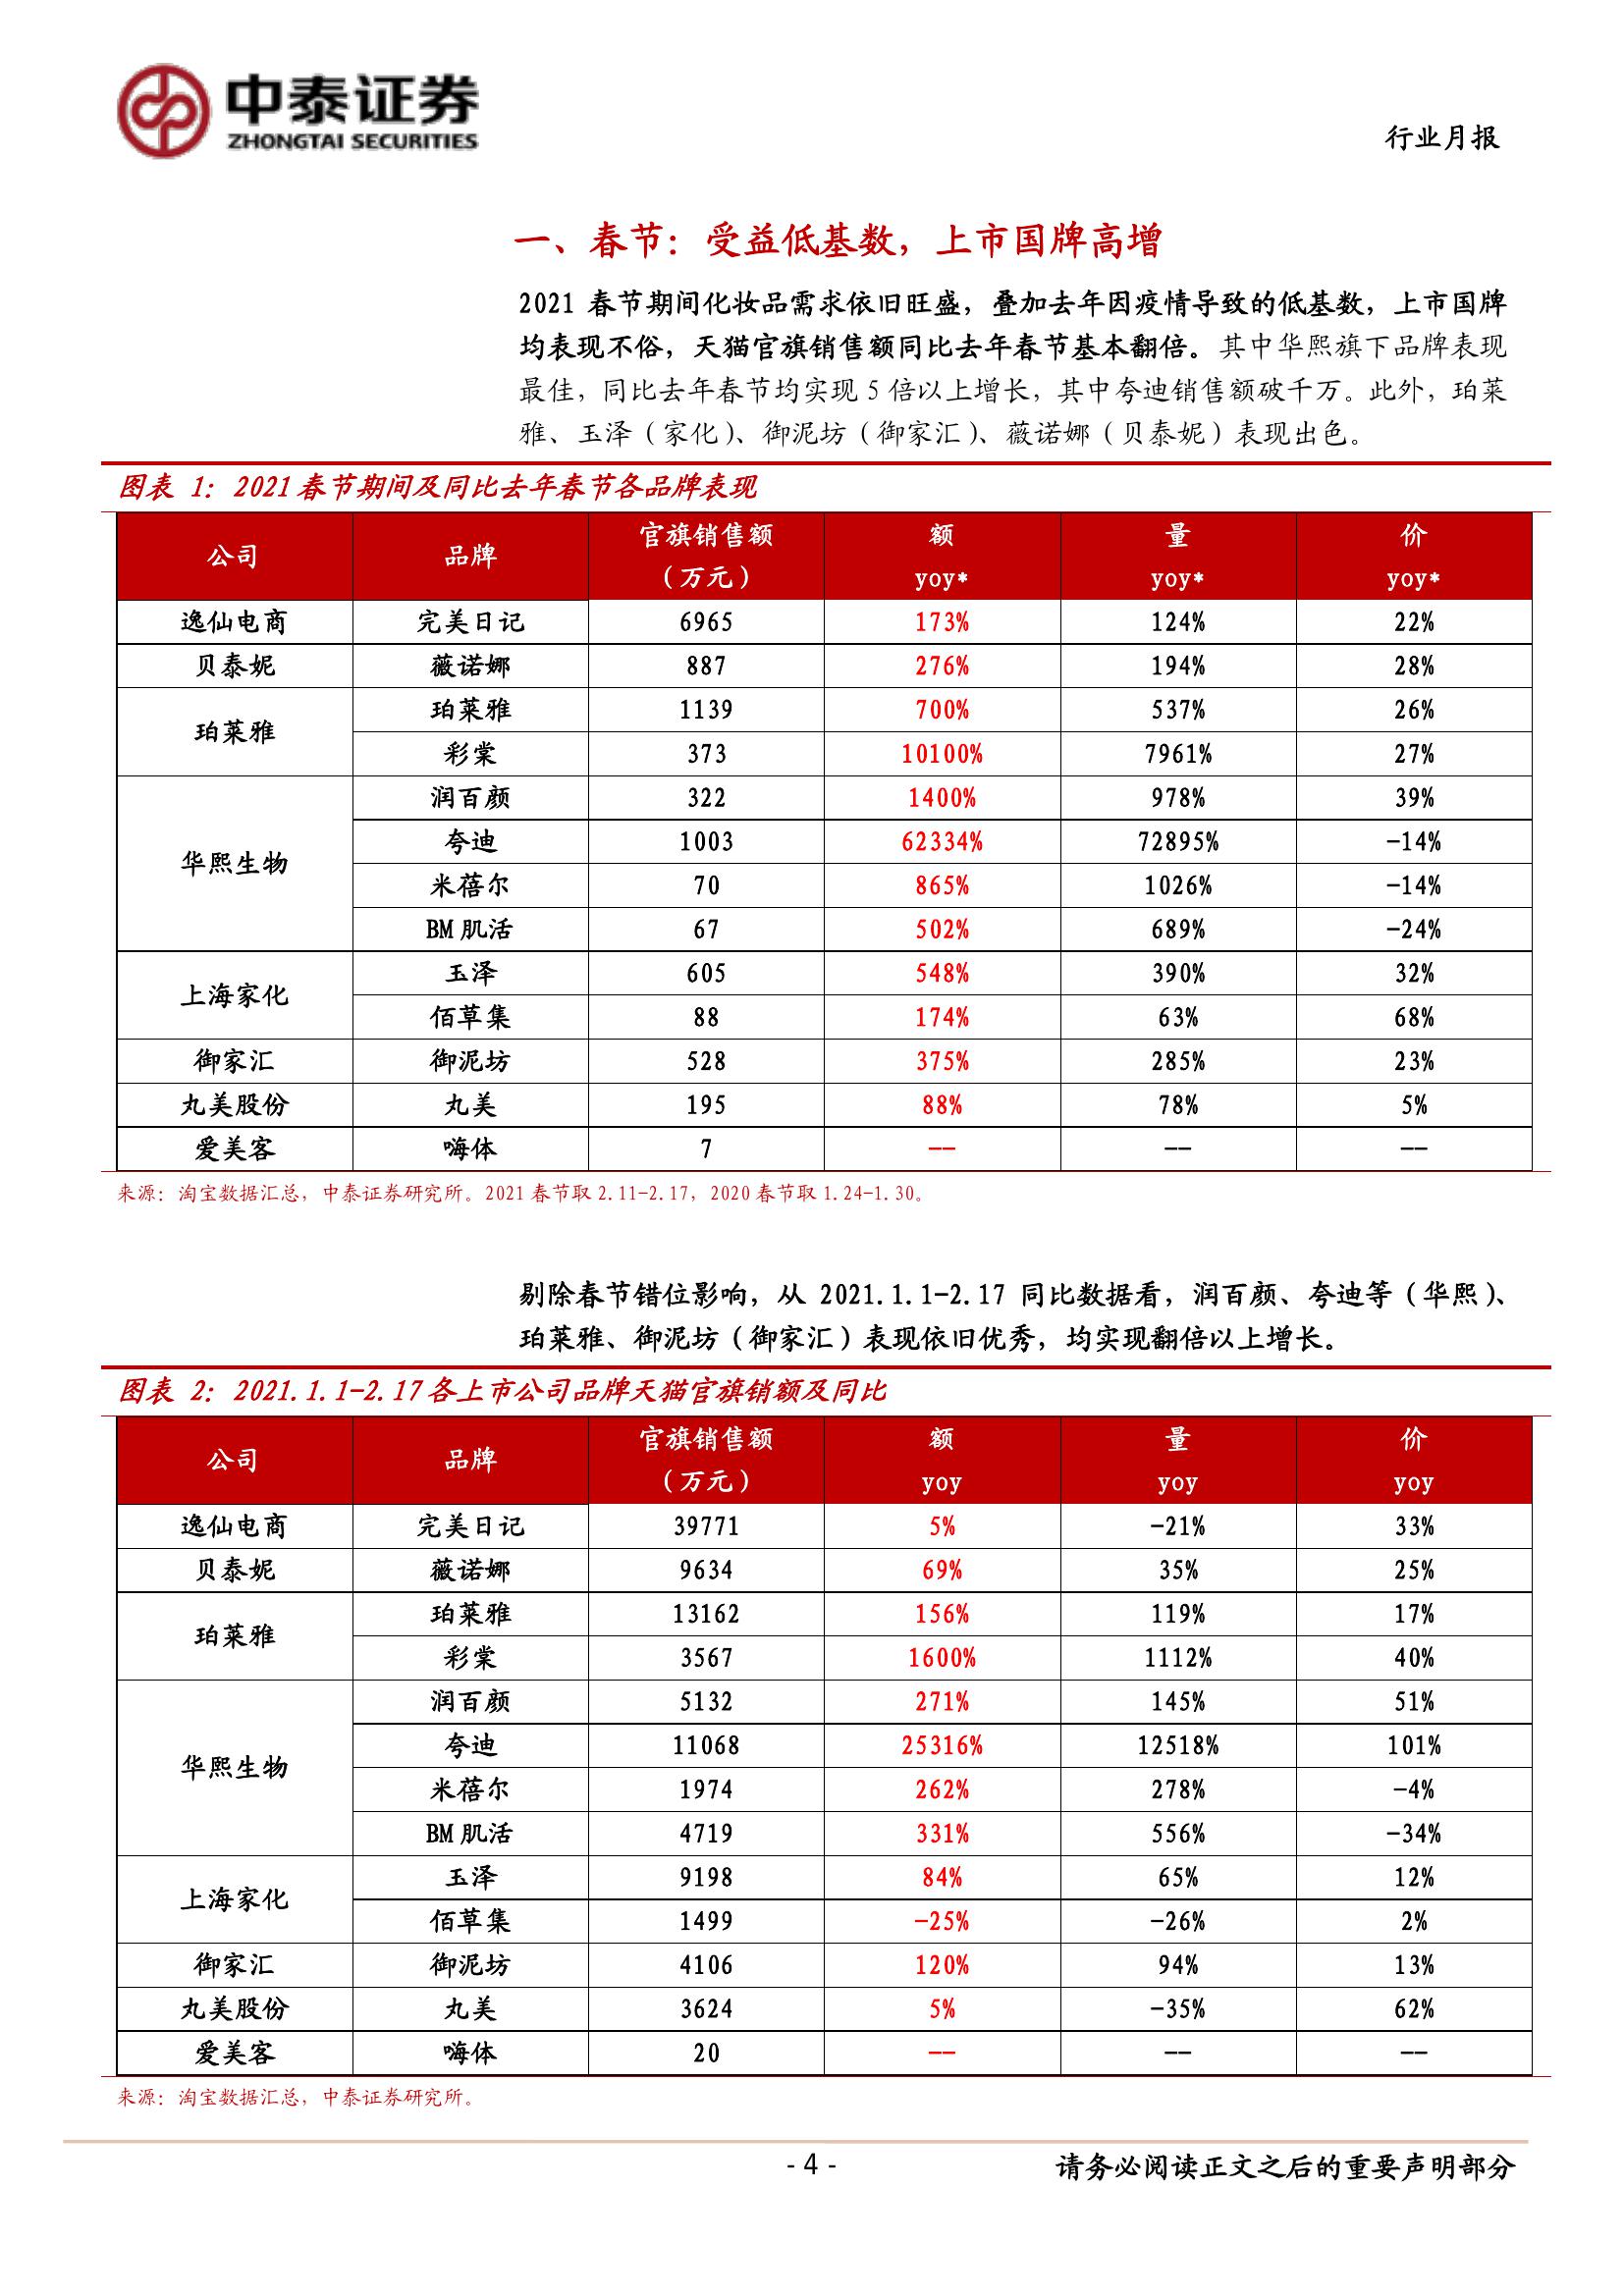 中泰证券
ZHONGTAI SECURITIES
行业月报
一、春节：受益低基数，上市国牌高增
2021 春节期间化妆品需求依旧旺盛，叠加去年因疫情导致的低基数，上市国牌
均表现不俗，天猫官旗销售额同比去年春节基本翻倍。其中华熙旗下品牌表现
最佳，同比去年春节均实现 5 倍以上增长，其中夸迪销售额破千万。此外，珀莱
雅、玉泽（家化）、御泥坊（御家汇）、薇诺娜（贝泰妮）表现出色。
图表 1：2021 春节期间及同比去年春节各品牌表现
公司 品牌 官旗销售额（万元） 额 yoy* 量 yoy* 价 yoy*
逸仙电商 完美日记 6965 173% 124% 22%
贝泰妮 薇诺娜 887 276% 194% 28%
珀莱雅 珀莱雅 1139 700% 537% 26%
彩棠 373 10100% 7961% 27%
华熙生物 润百颜 322 1400% 978% 39%
夸迪 1003 62334% 72895% -14%
米蓓尔 70 865% 1026% -14%
BM 肌活 67 502% 689% -24%
上海家化 玉泽 605 548% 390% 32%
佰草集 88 174% 63% 68%
御家汇 御泥坊 528 375% 285% 23%
丸美股份 丸美 195 88% 78% 5%
爱美客 嗨体 7 -- -- --
来源：淘宝数据汇总，中泰证券研究所。2021 春节取 2.11-2.17，2020 春节取 1.24-1.30。
剔除春节错位影响，从 2021.1.1-2.17 同比数据看，润百颜、夸迪等（华熙）、
珀莱雅、御泥坊（御家汇）表现依旧优秀，均实现翻倍以上增长。
图表 2：2021.1.1-2.17 各上市公司品牌天猫官旗销额及同比
公司 品牌 官旗销售额（万元） 额 yoy 量 yoy 价 yoy
逸仙电商 完美日记 39771 5% -21% 33%
贝泰妮 薇诺娜 9634 69% 35% 25%
珀莱雅 珀莱雅 13162 156% 119% 17%
彩棠 3567 1600% 1112% 40%
华熙生物 润百颜 5132 271% 145% 51%
夸迪 11068 25316% 12518% 101%
米蓓尔 1974 262% 278% -4%
BM 肌活 4719 331% 556% -34%
上海家化 玉泽 9198 84% 65% 12%
佰草集 1499 -25% -26% 2%
御家汇 御泥坊 4106 120% 94% 13%
丸美股份 丸美 3624 5% -35% 62%
爱美客 嗨体 20 -- -- --
来源：淘宝数据汇总，中泰证券研究所。
- 4 -
请务必阅读正文之后的重要声明部分